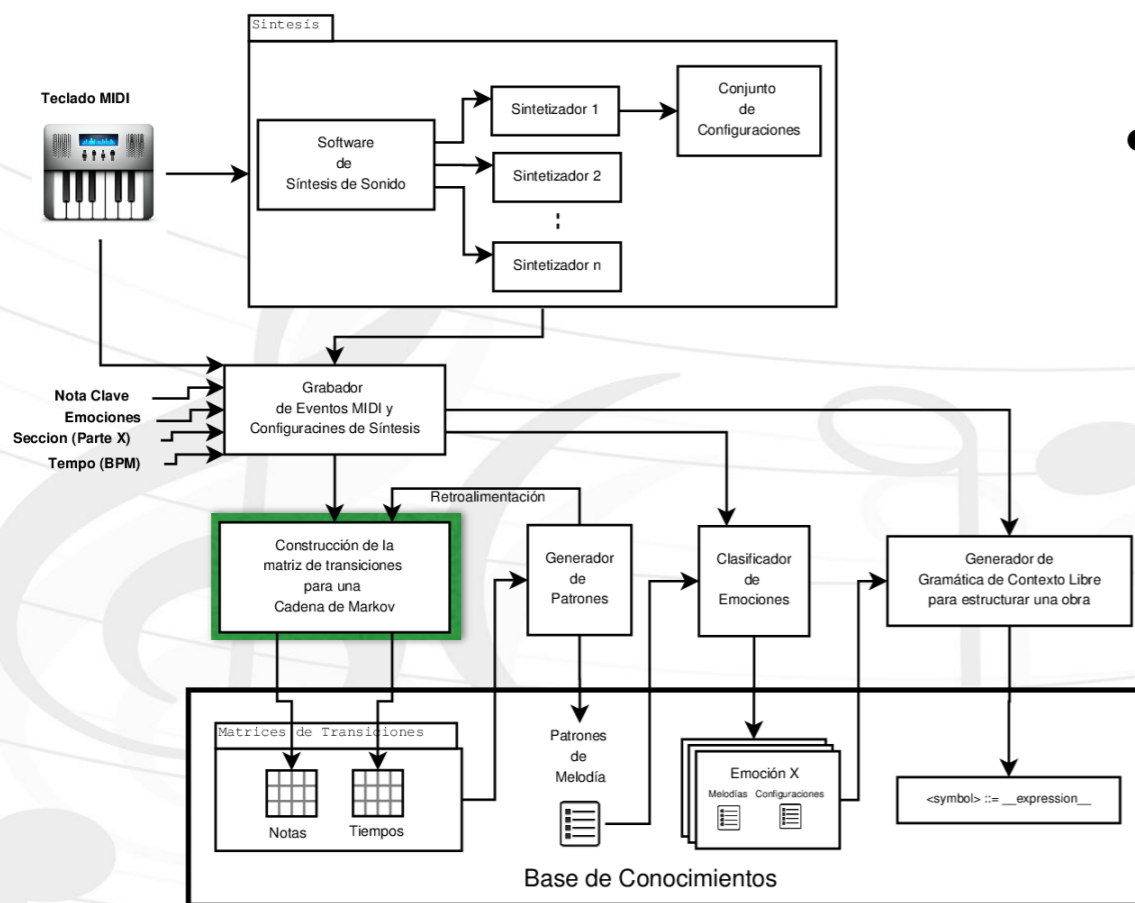 Sintesís
Teclado MIDI
Software
de
Síntesis de Sonido
Sintetizador 1
Sintetizador 2
Sintetizador n
Conjunto
de
Configuraciones
Nota Clave
Emociones
Seccion (Parte X)
Tempo (BPM)
Grabador
de Eventos MIDI y
Configuracines de Síntesis
Retroalimentación
Construcción de la
matriz de transiciones
para una
Cadena de Markov
Generador
de
Patrones
Clasificador
de
Emociones
Generador de
Gramática de Contexto Libre
para estructurar una obra
Matrices de Transiciones
Notas
Tiempos
Patrones
de
Melodía
Emoción X
Melodías Configuraciones
<symbol> ::= __expression__
Base de Conocimientos